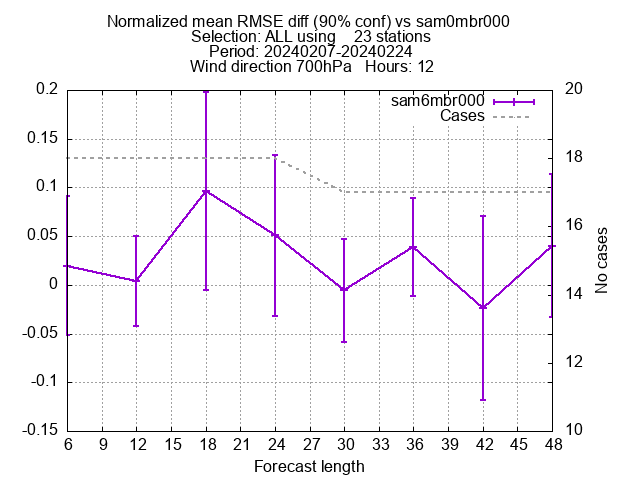 Normalized mean RMSE diff (90% conf) vs sam0mbr000
Selection: ALL using    23 stations
Period: 20240207-20240224
Wind direction 700hPa   Hours: 12
sam6mbr000
Cases
0.2
0.15
0.1
0.05
0
-0.05
-0.1
-0.15
20
18
16
14
12
10
No cases
6 9 12 15 18 21 24 27 30 33 36 39 42 45 48
Forecast length